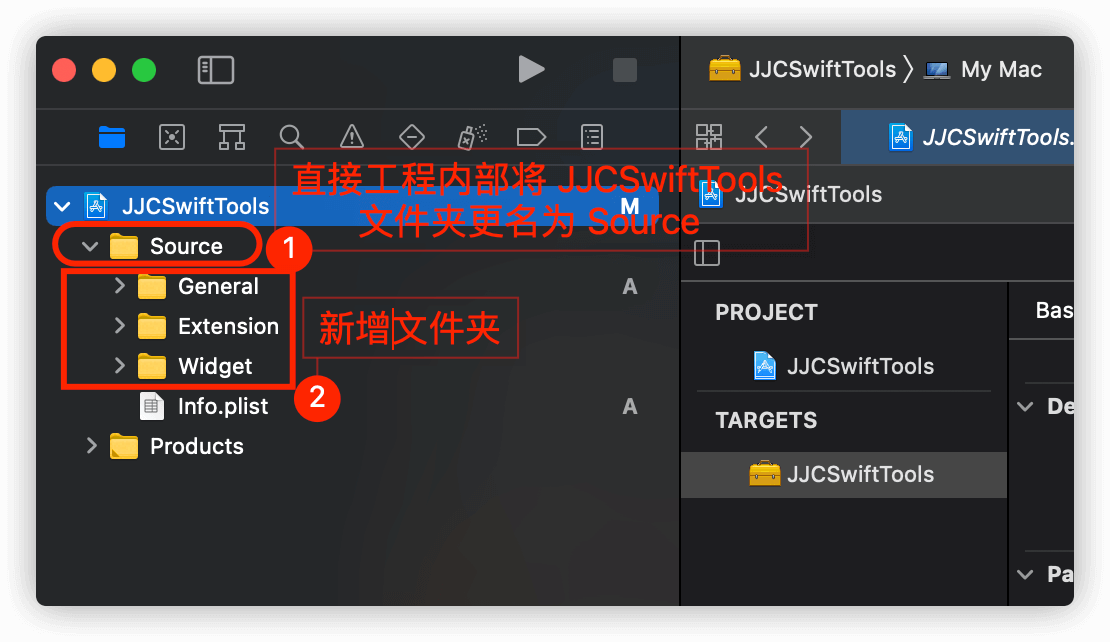 JJCSwiftTools 〉 My Mac
JJCSwiftTools.
直接工程内部将 JJCSwiftTools
文件夹更名为 Source
JJCSwiftTools M
JJCSwiftTools
Source
1
General A
Extension
新增文件夹
Widget
2
Info.plist A
Products
PROJECT
JJCSwiftTools
TARGETS
JJCSwiftTools
Bas
De
Pa